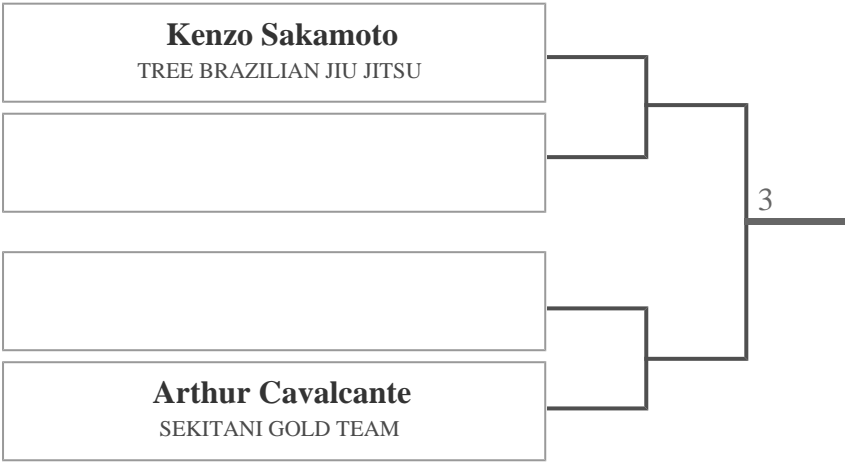 Kenzo Sakamoto
TREE BRAZILIAN JIU JITSU
3
Arthur Cavalcante
SEKITANI GOLD TEAM